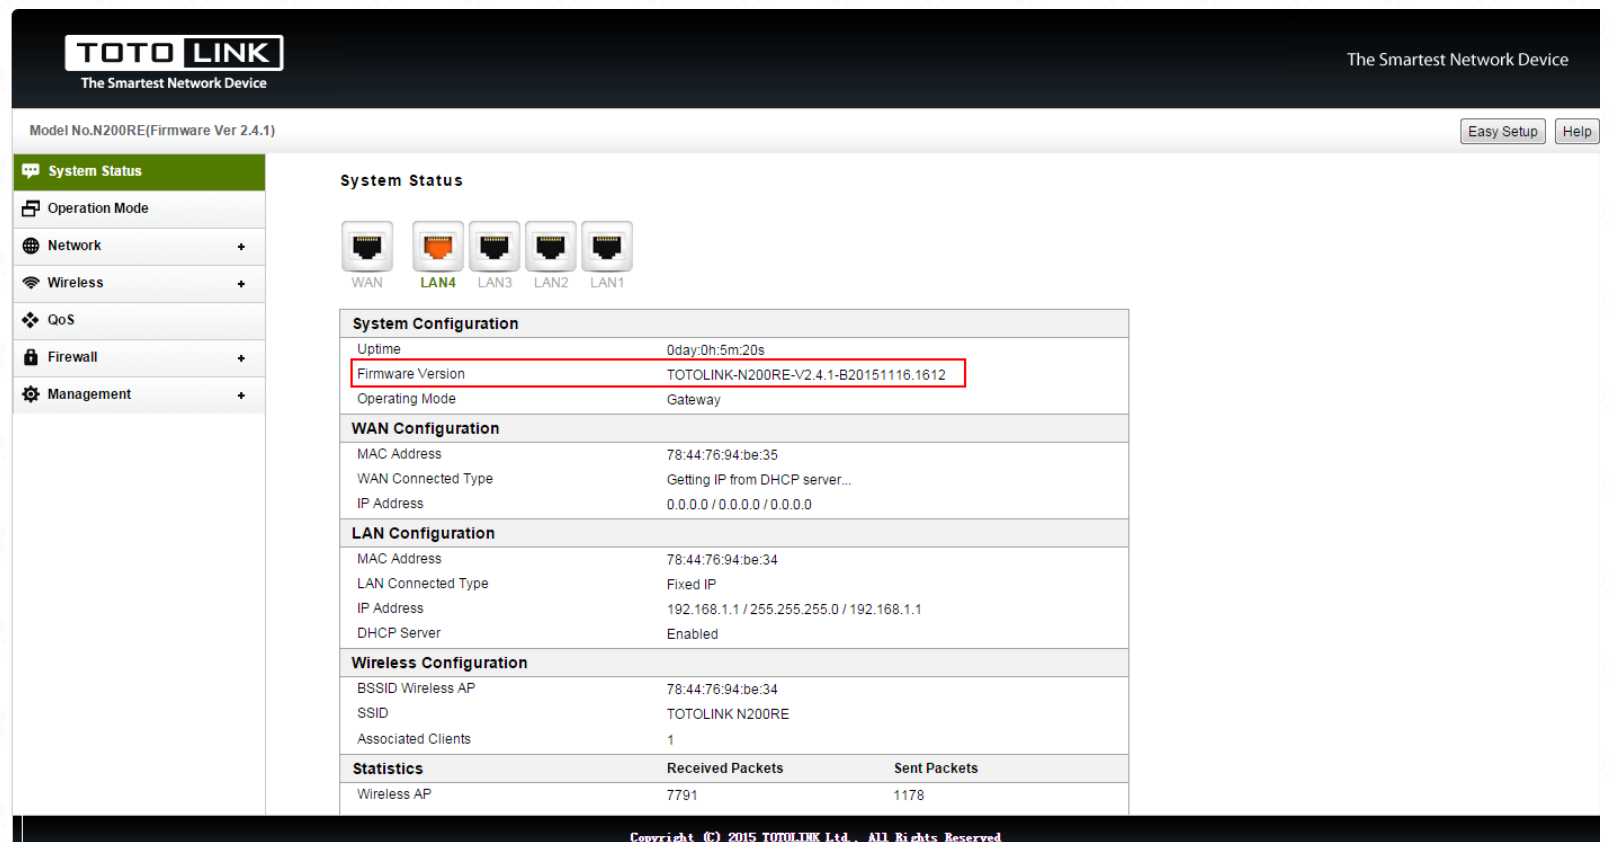 TOTO LINK
The Smartest Network Device
The Smartest Network Device
Model No.N200RE(Firmware Ver 2.4.1)
Easy Setup Help
System Status
Operation Mode
Network +
Wireless +
QoS
Firewall +
Management +
System Status
WAN LAN4 LAN3 LAN2 LAN1
System Configuration
Uptime 0day:0h:5m:20s
Firmware Version TOTOLINK-N200RE-V2.4.1-B20151116.1612
Operating Mode Gateway
WAN Configuration
MAC Address 78:44:76:94:be:35
WAN Connected Type Getting IP from DHCP server...
IP Address 0.0.0.0 / 0.0.0.0 / 0.0.0.0
LAN Configuration
MAC Address 78:44:76:94:be:34
LAN Connected Type Fixed IP
IP Address 192.168.1.1 / 255.255.255.0 / 192.168.1.1
DHCP Server Enabled
Wireless Configuration
BSSID Wireless AP 78:44:76:94:be:34
SSID TOTOLINK N200RE
Associated Clients 1
Statistics Received Packets Sent Packets
Wireless AP 7791 1178
Copyright (C) 2015 TOTOLINK Ltd., All Rights Reserved